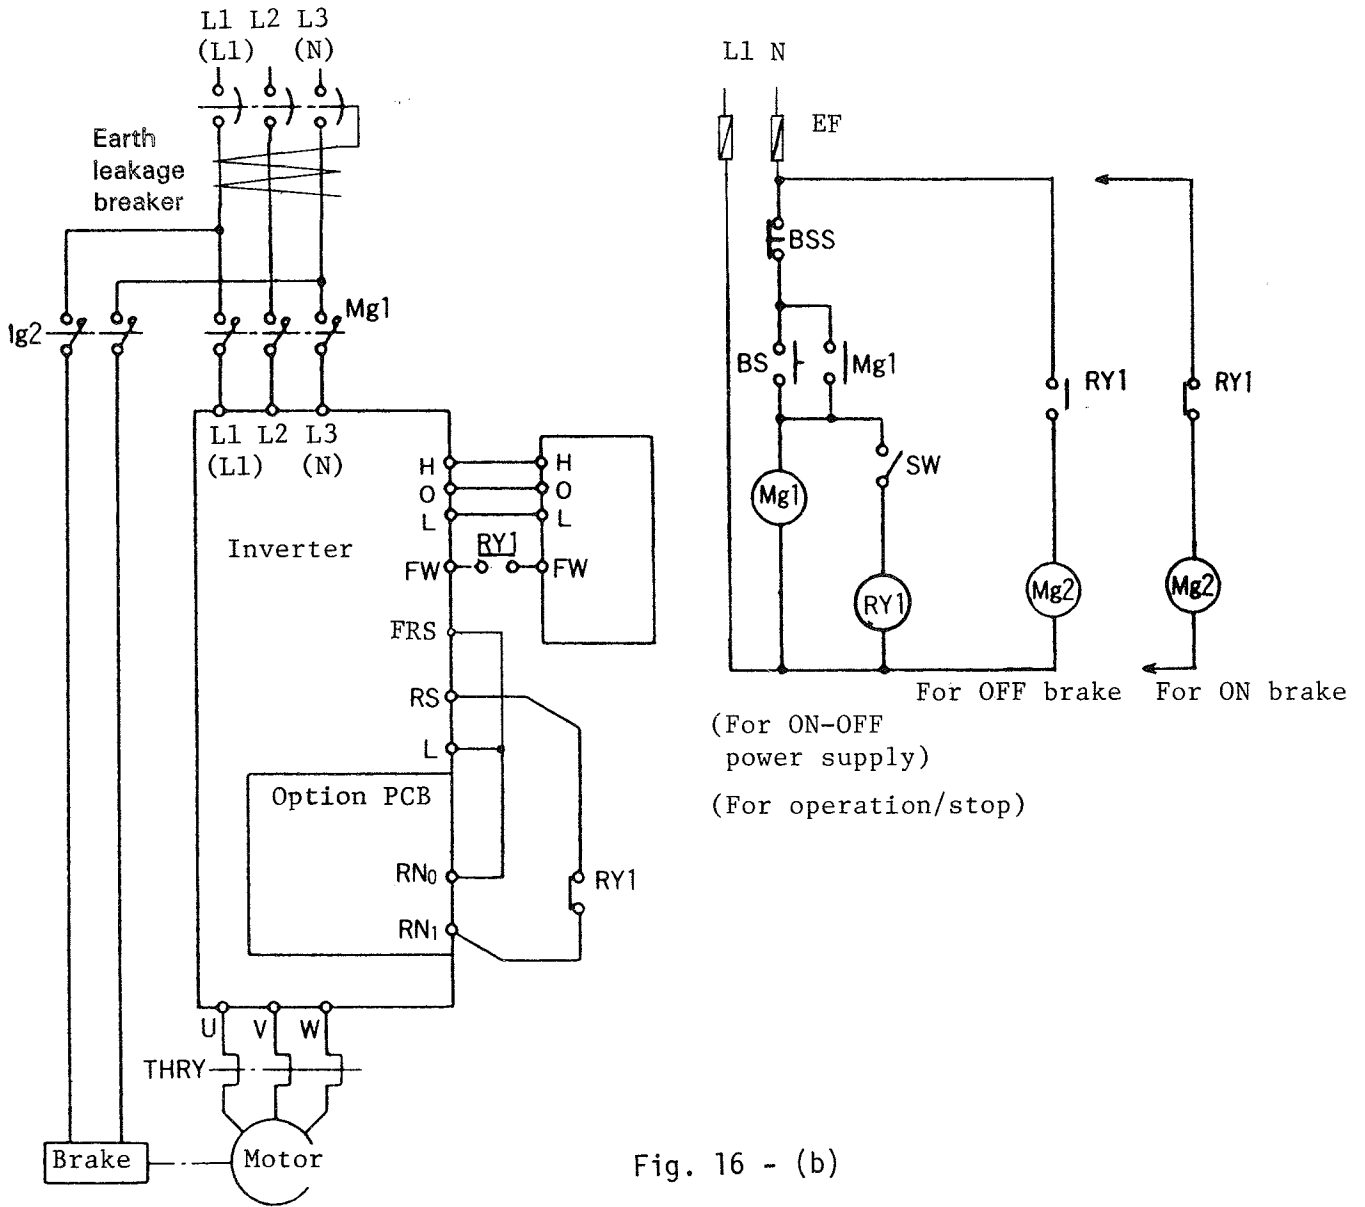 L1 L2 L3
(L1) (N)
Earth
leakage
breaker
Mg1
lg2
L1 L2 L3
(L1) (N)
Inverter
H
O
L
FW
RY1
H
O
L
FW
FRS
RS
L
Option PCB
RN0
RN1
RY1
U V W
THRY
Brake
Motor
L1 N
EF
BSS
BS
Mg1
RY1
RY1
SW
Mg1
RY1
Mg2
Mg2
For OFF brake
For ON brake
(For ON-OFF
power supply)
(For operation/stop)
Fig. 16 - (b)